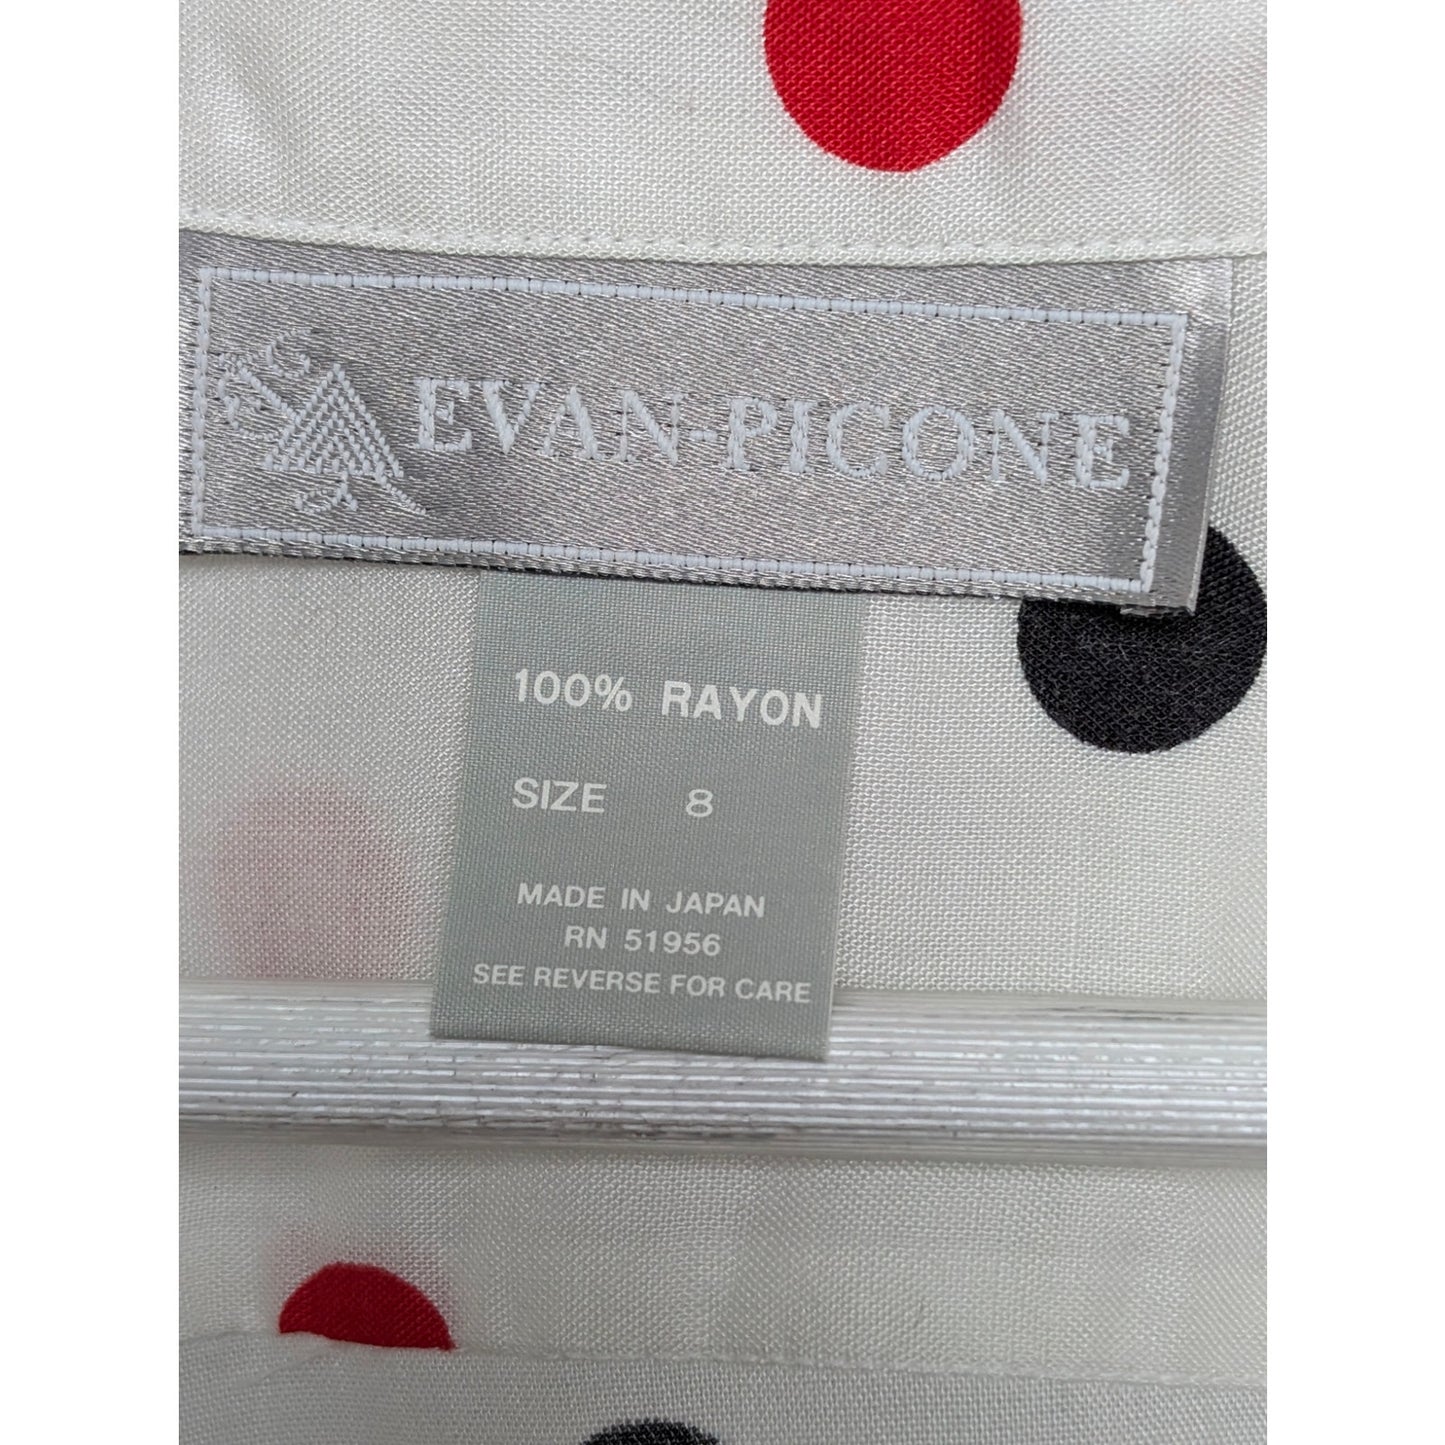 EVAN-PICONE
100% RAYON
SIZE 8
MADE IN JAPAN
RN 51956
SEE REVERSE FOR CARE